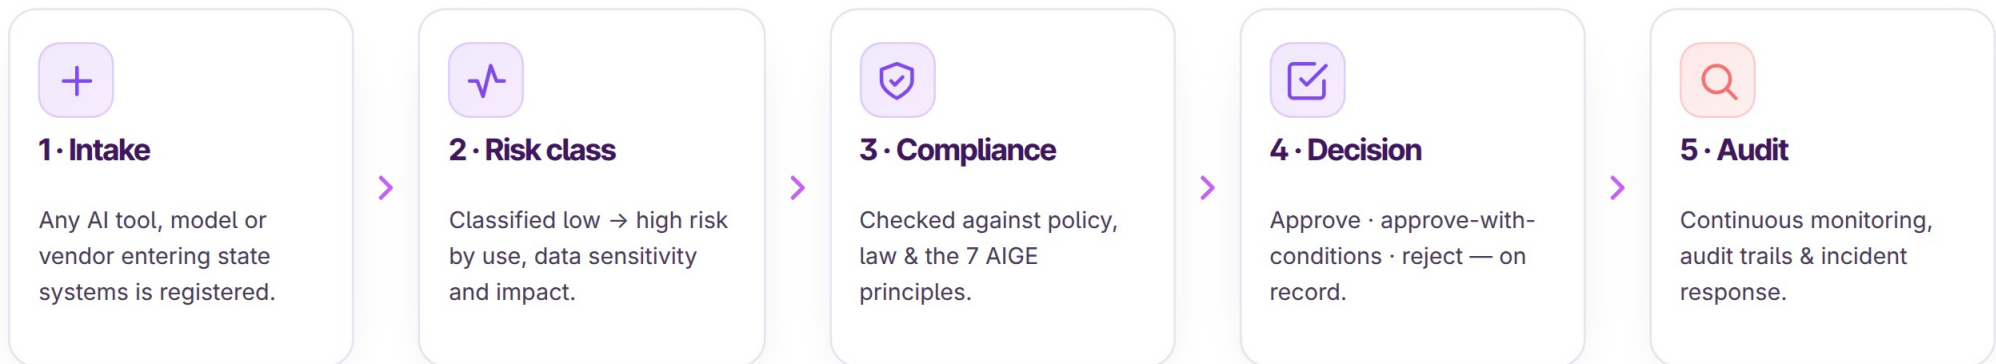 1 · Intake
Any AI tool, model or
vendor entering state
systems is registered.
2 · Risk class
Classified low → high risk
by use, data sensitivity
and impact.
3 · Compliance
Checked against policy,
law & the 7 AIGE
principles.
4 · Decision
Approve · approve-with-
conditions · reject — on
record.
5 · Audit
Continuous monitoring,
audit trails & incident
response.